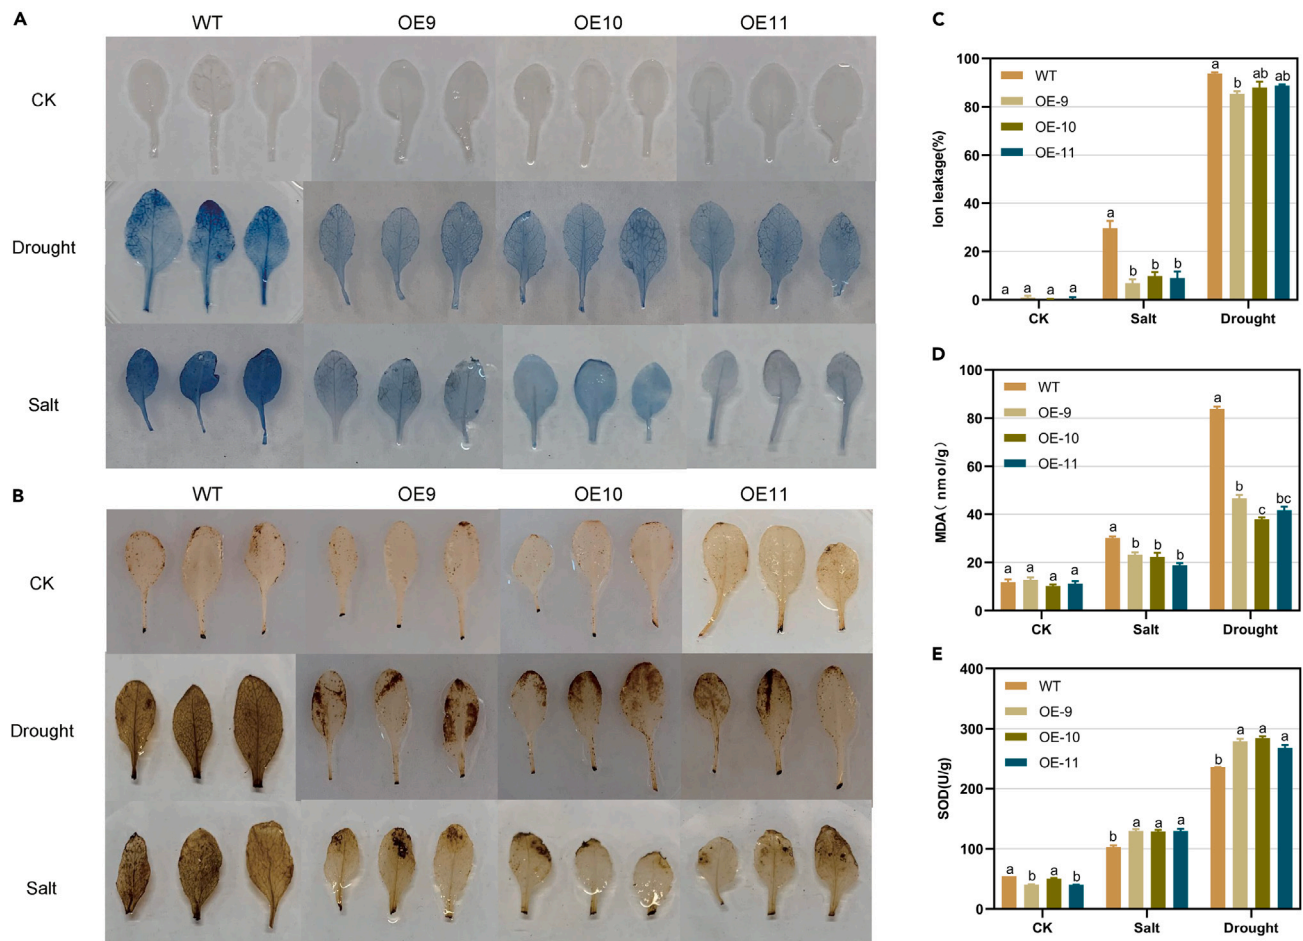 A
WT OE9 OE10 OE11
CK
Drought
Salt
B
WT OE9 OE10 OE11
CK
Drought
Salt
C
Ion leakage(%)
100
80
60
40
20
0
WT
OE-9
OE-10
OE-11
a a a a
a b b b
a b ab ab
CK Salt Drought
D
MDA( nmol/g)
100
80
60
40
20
0
WT
OE-9
OE-10
OE-11
a a a a
a b b b
a b c bc
CK Salt Drought
E
SOD(U/g)
400
300
200
100
0
WT
OE-9
OE-10
OE-11
a b a b
b a a a
b a a a
CK Salt Drought